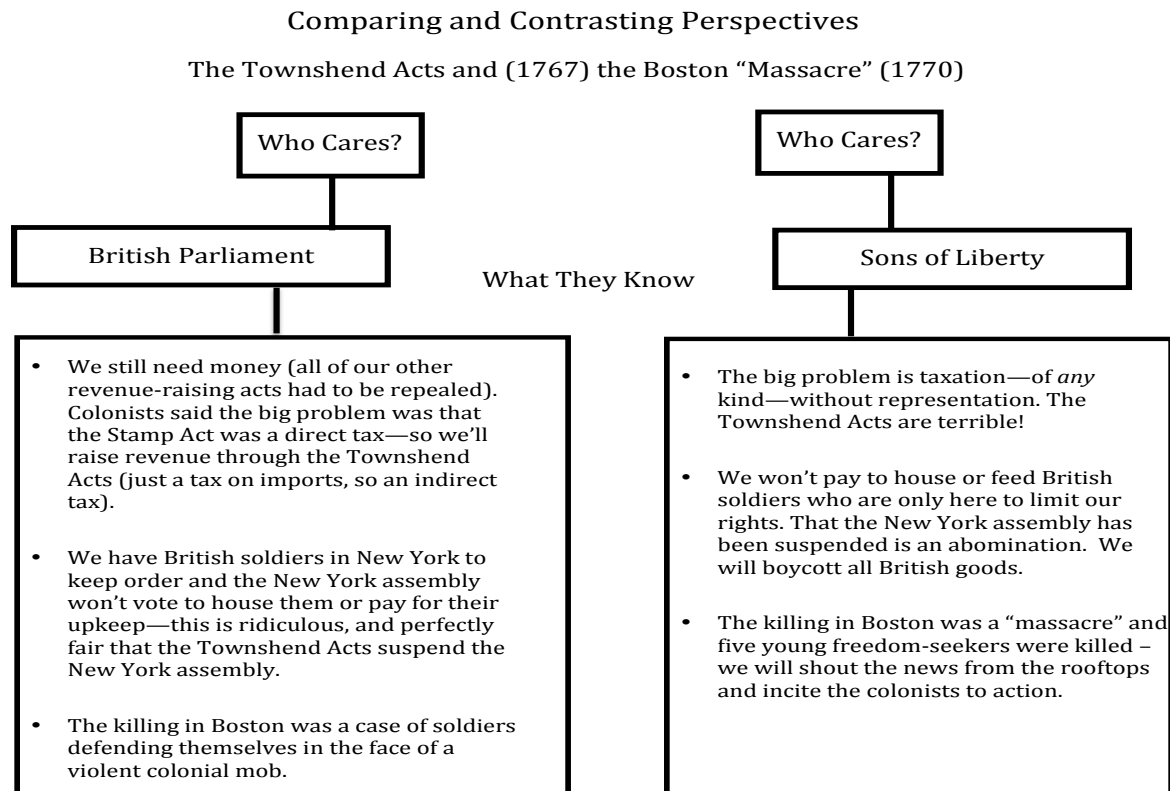 Comparing and Contrasting Perspectives
The Townshend Acts and (1767) the Boston “Massacre” (1770)
Who Cares?
British Parliament
• We still need money (all of our other
revenue-raising acts had to be repealed).
Colonists said the big problem was that
the Stamp Act was a direct tax—so we’ll
raise revenue through the Townshend
Acts (just a tax on imports, so an indirect
tax).
• We have British soldiers in New York to
keep order and the New York assembly
won’t vote to house them or pay for their
upkeep—this is ridiculous, and perfectly
fair that the Townshend Acts suspend the
New York assembly.
• The killing in Boston was a case of soldiers
defending themselves in the face of a
violent colonial mob.
What They Know
Who Cares?
Sons of Liberty
• The big problem is taxation—of any
kind—without representation. The
Townshend Acts are terrible!
• We won’t pay to house or feed British
soldiers who are only here to limit our
rights. That the New York assembly has
been suspended is an abomination.  We
will boycott all British goods.
• The killing in Boston was a “massacre” and
five young freedom-seekers were killed –
we will shout the news from the rooftops
and incite the colonists to action.